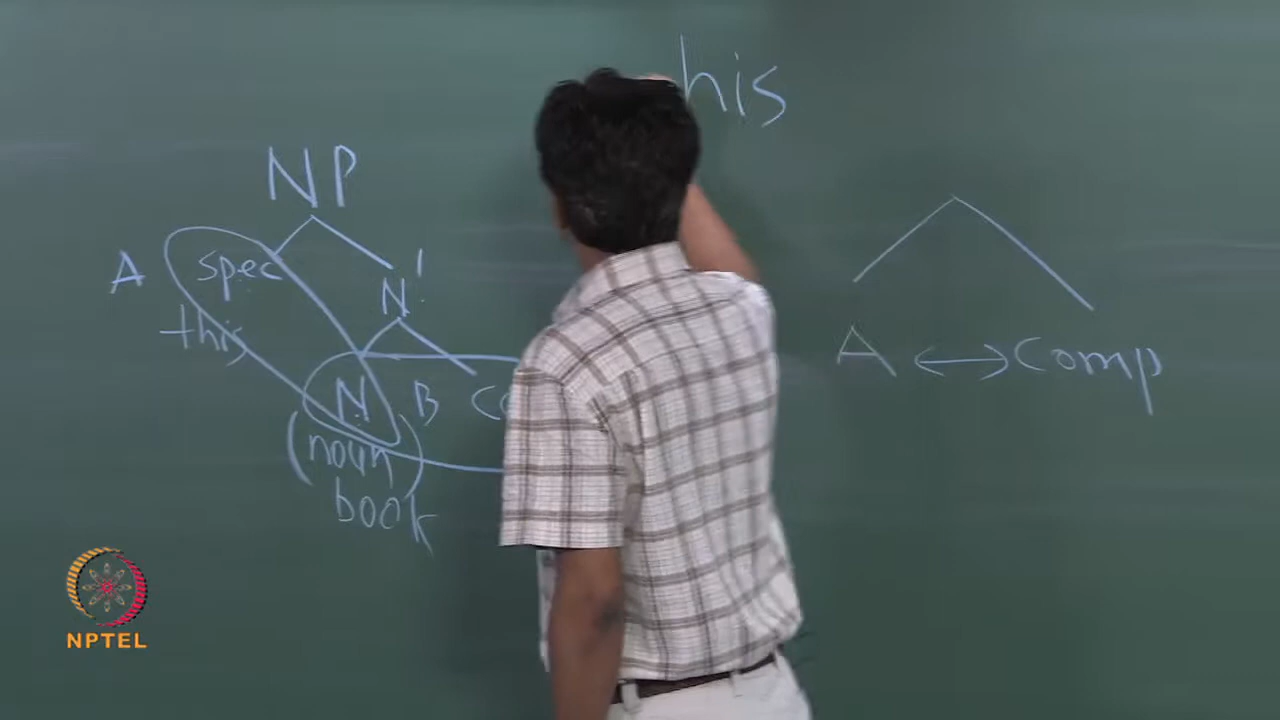 his
NP
A spec N'
this
N B
(noun)
book
A ↔ Comp
NPTEL